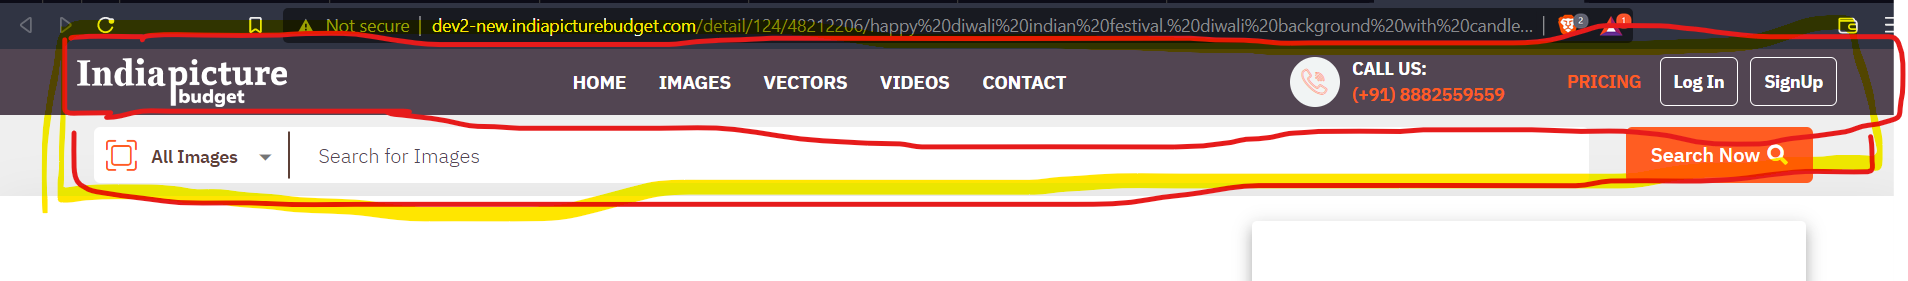 Not secure | dev2-new.indiapicturebudget.com/detail/124/48212206/happy%20diwali%20indian%20festival.%20diwali%20background%20with%20candle... 2 1
Indiapicture
budget
HOME IMAGES VECTORS VIDEOS CONTACT
CALL US:
(+91) 8882559559
PRICING Log In SignUp
All Images Search for Images Search Now